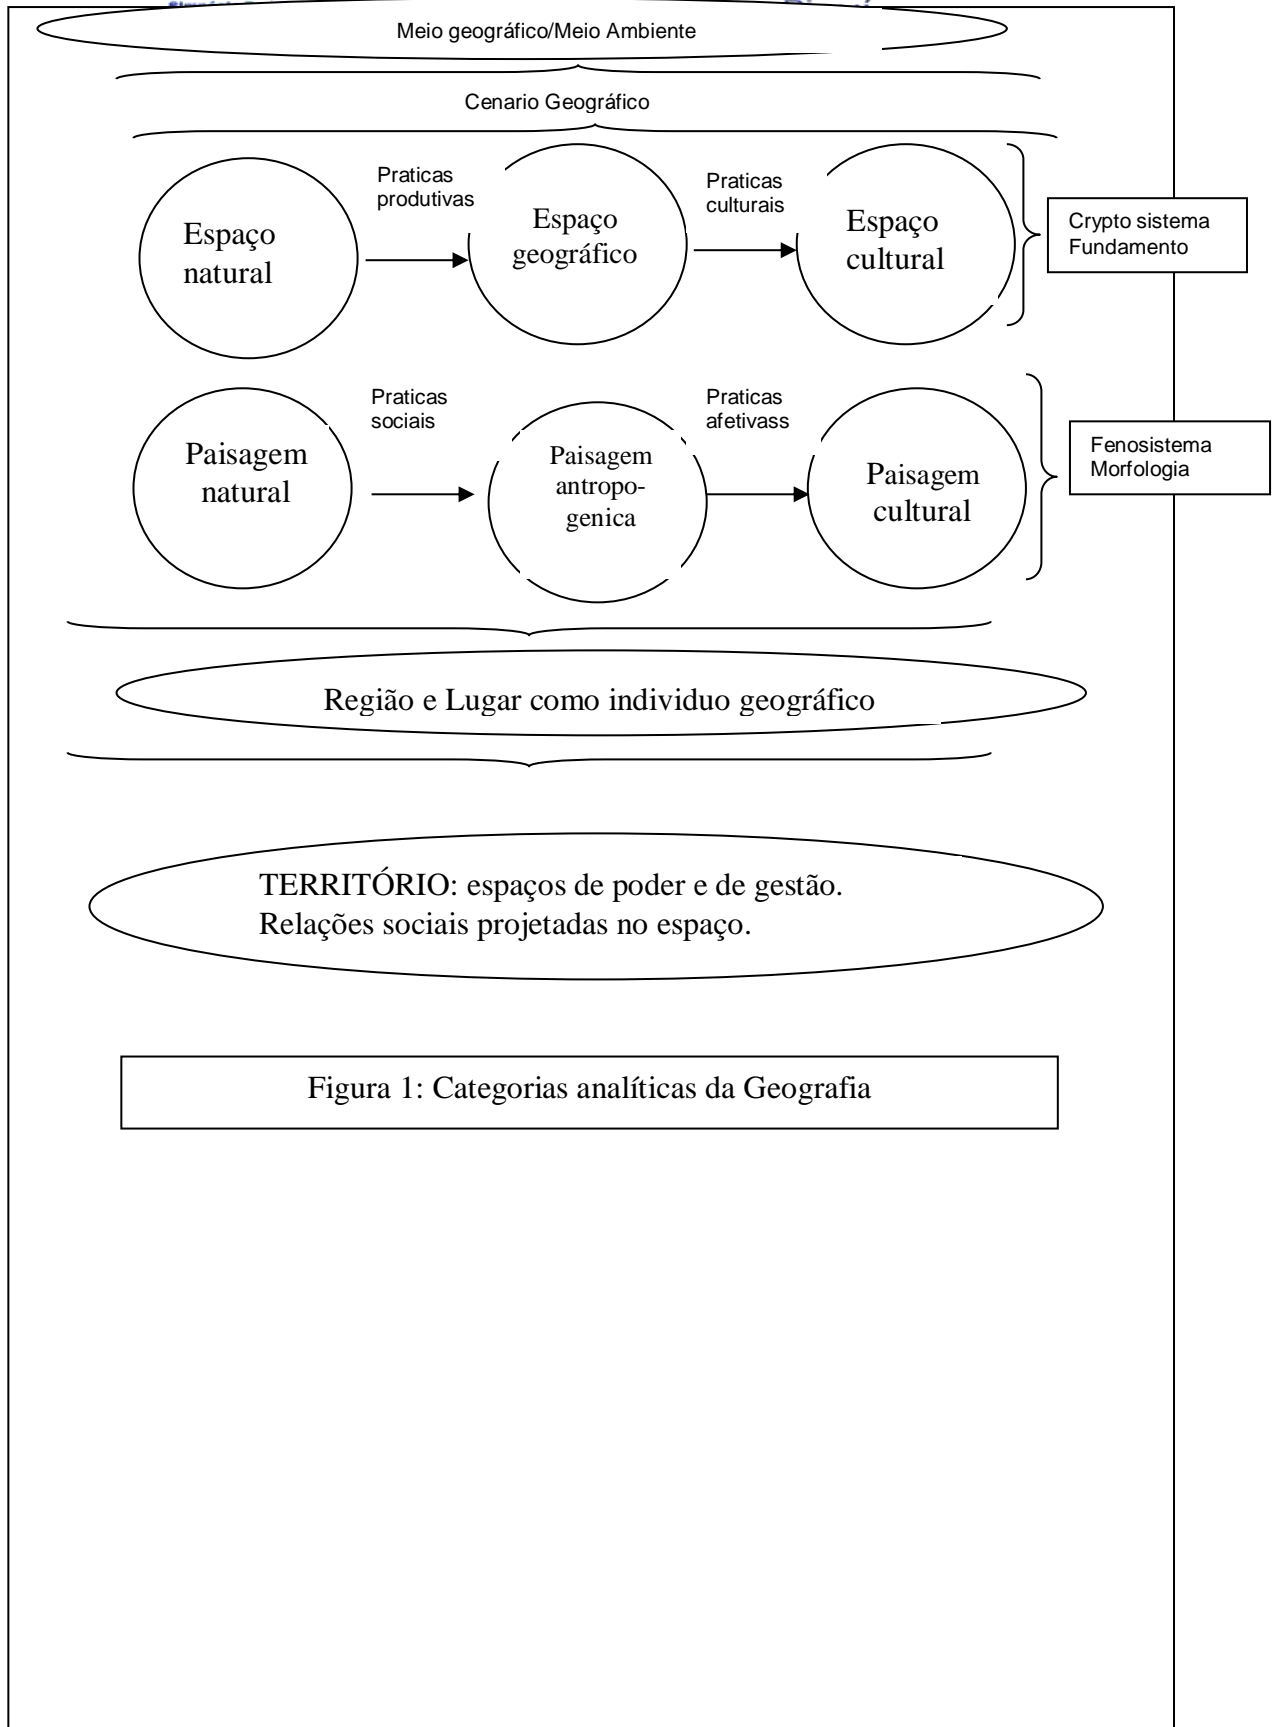 Meio geográfico/Meio Ambiente
Cenario Geográfico
Espaço
natural
Praticas
produtivas
Espaço
geográfico
Praticas
culturais
Espaço
cultural
Crypto sistema
Fundamento
Paisagem
natural
Praticas
sociais
Paisagem
antropo-
genica
Praticas
afetivass
Paisagem
cultural
Fenosistema
Morfologia
Região e Lugar como individuo geográfico
TERRITÓRIO: espaços de poder e de gestão.
Relações sociais projetadas no espaço.
Figura 1: Categorias analíticas da Geografia